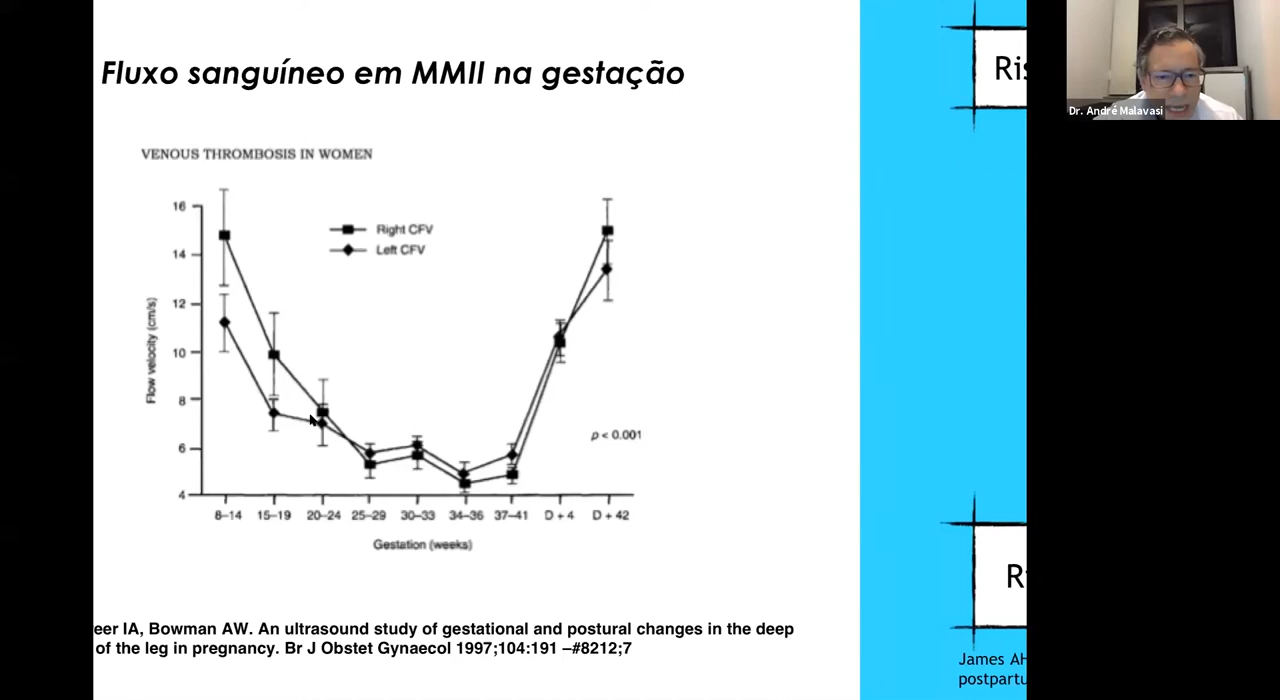 Fluxo sanguíneo em MMII na gestação
Ris
Dr. André Malavasi
VENOUS THROMBOSIS IN WOMEN
16
14
12
10
8
6
4
Flow velocity (cm/s)
Right CFV
Left CFV
p < 0.001
8–14 15–19 20–24 25–29 30–33 34–36 37–41 D + 4 D + 42
Gestation (weeks)
eer IA, Bowman AW. An ultrasound study of gestational and postural changes in the deep
of the leg in pregnancy. Br J Obstet Gynaecol 1997;104:191 –#8212;7
James AH
postpartu